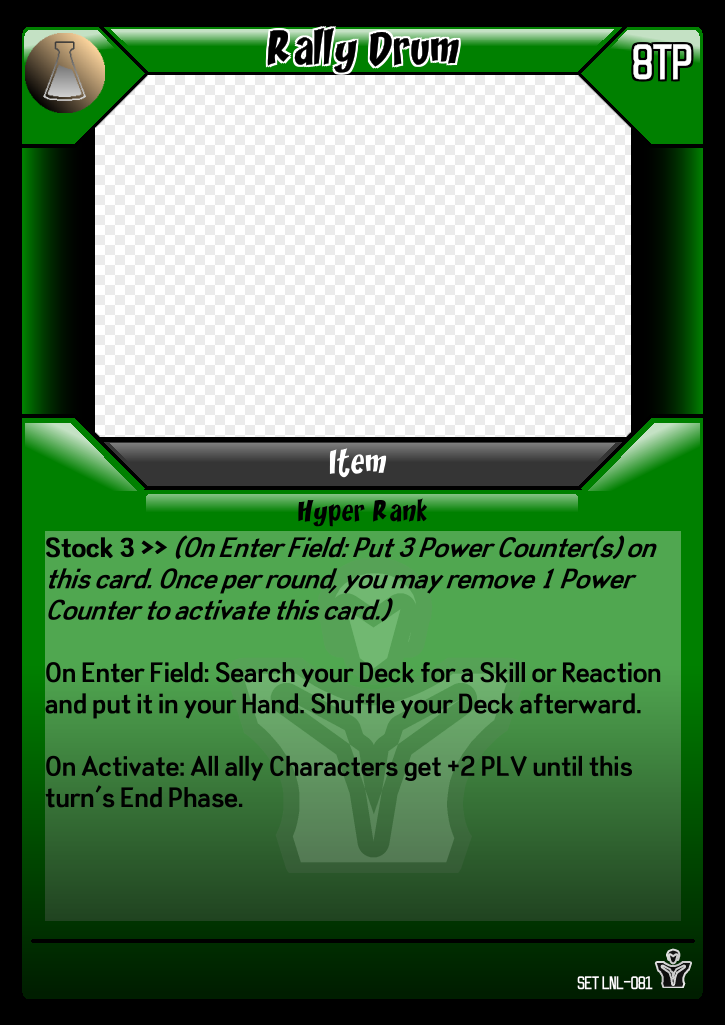 Rally Drum
8TP
Item
Hyper Rank
Stock 3 >> (On Enter Field: Put 3 Power Counter(s) on
this card. Once per round, you may remove 1 Power
Counter to activate this card.)
On Enter Field: Search your Deck for a Skill or Reaction
and put it in your Hand. Shuffle your Deck afterward.
On Activate: All ally Characters get +2 PLV until this
turn's End Phase.
SET LNL-081